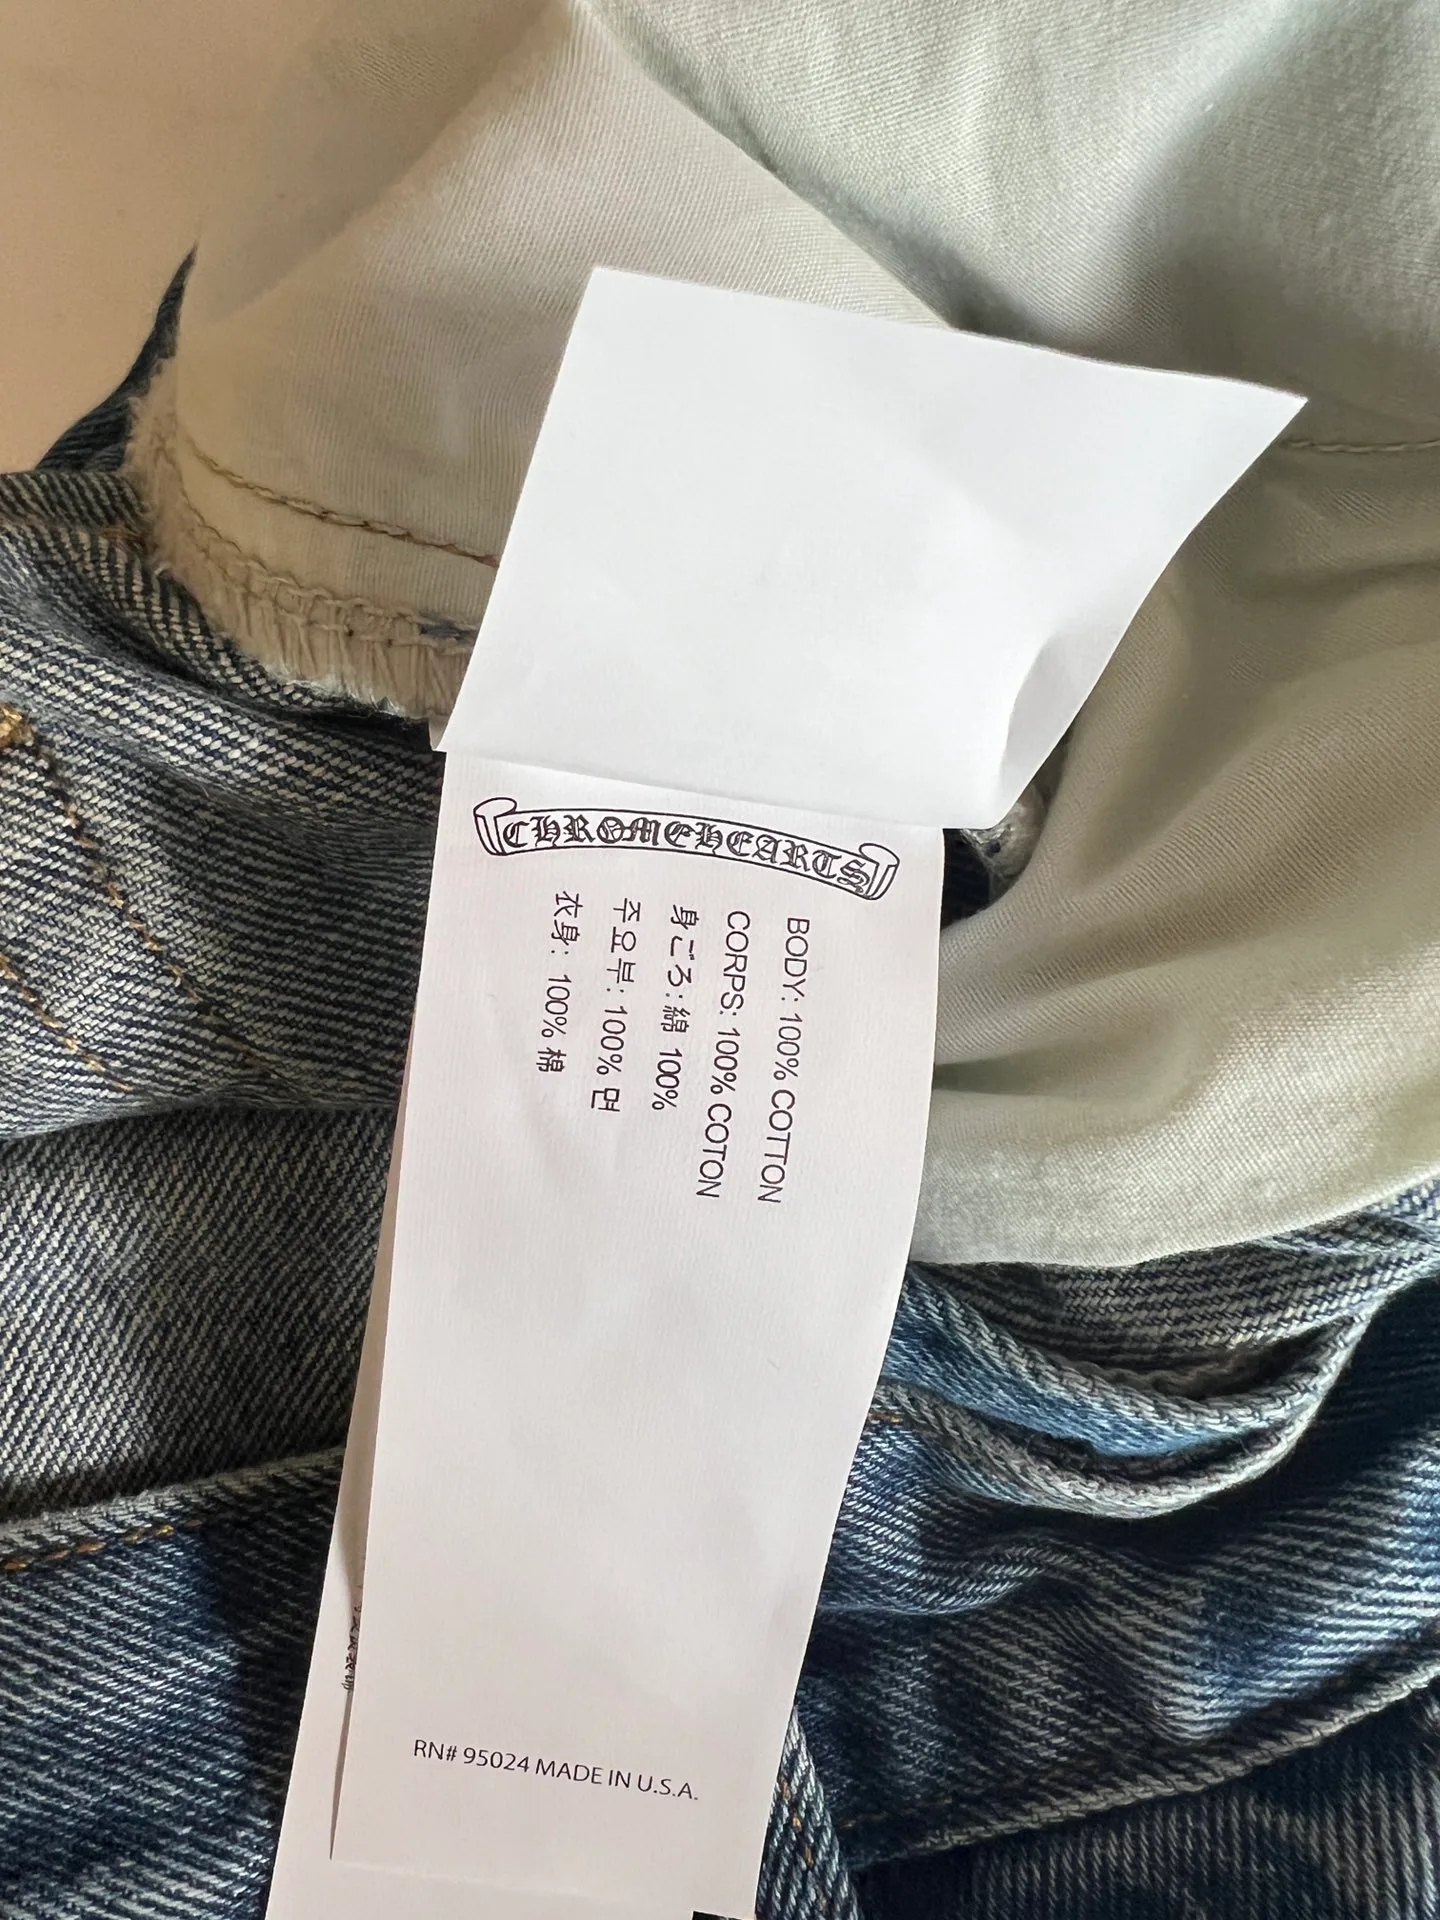 CHROMEHEARTS
BODY: 100% COTTON
CORPS: 100% COTON
身ごろ: 綿 100%
주요부: 100% 면
衣身: 100% 棉
RN# 95024 MADE IN U.S.A.